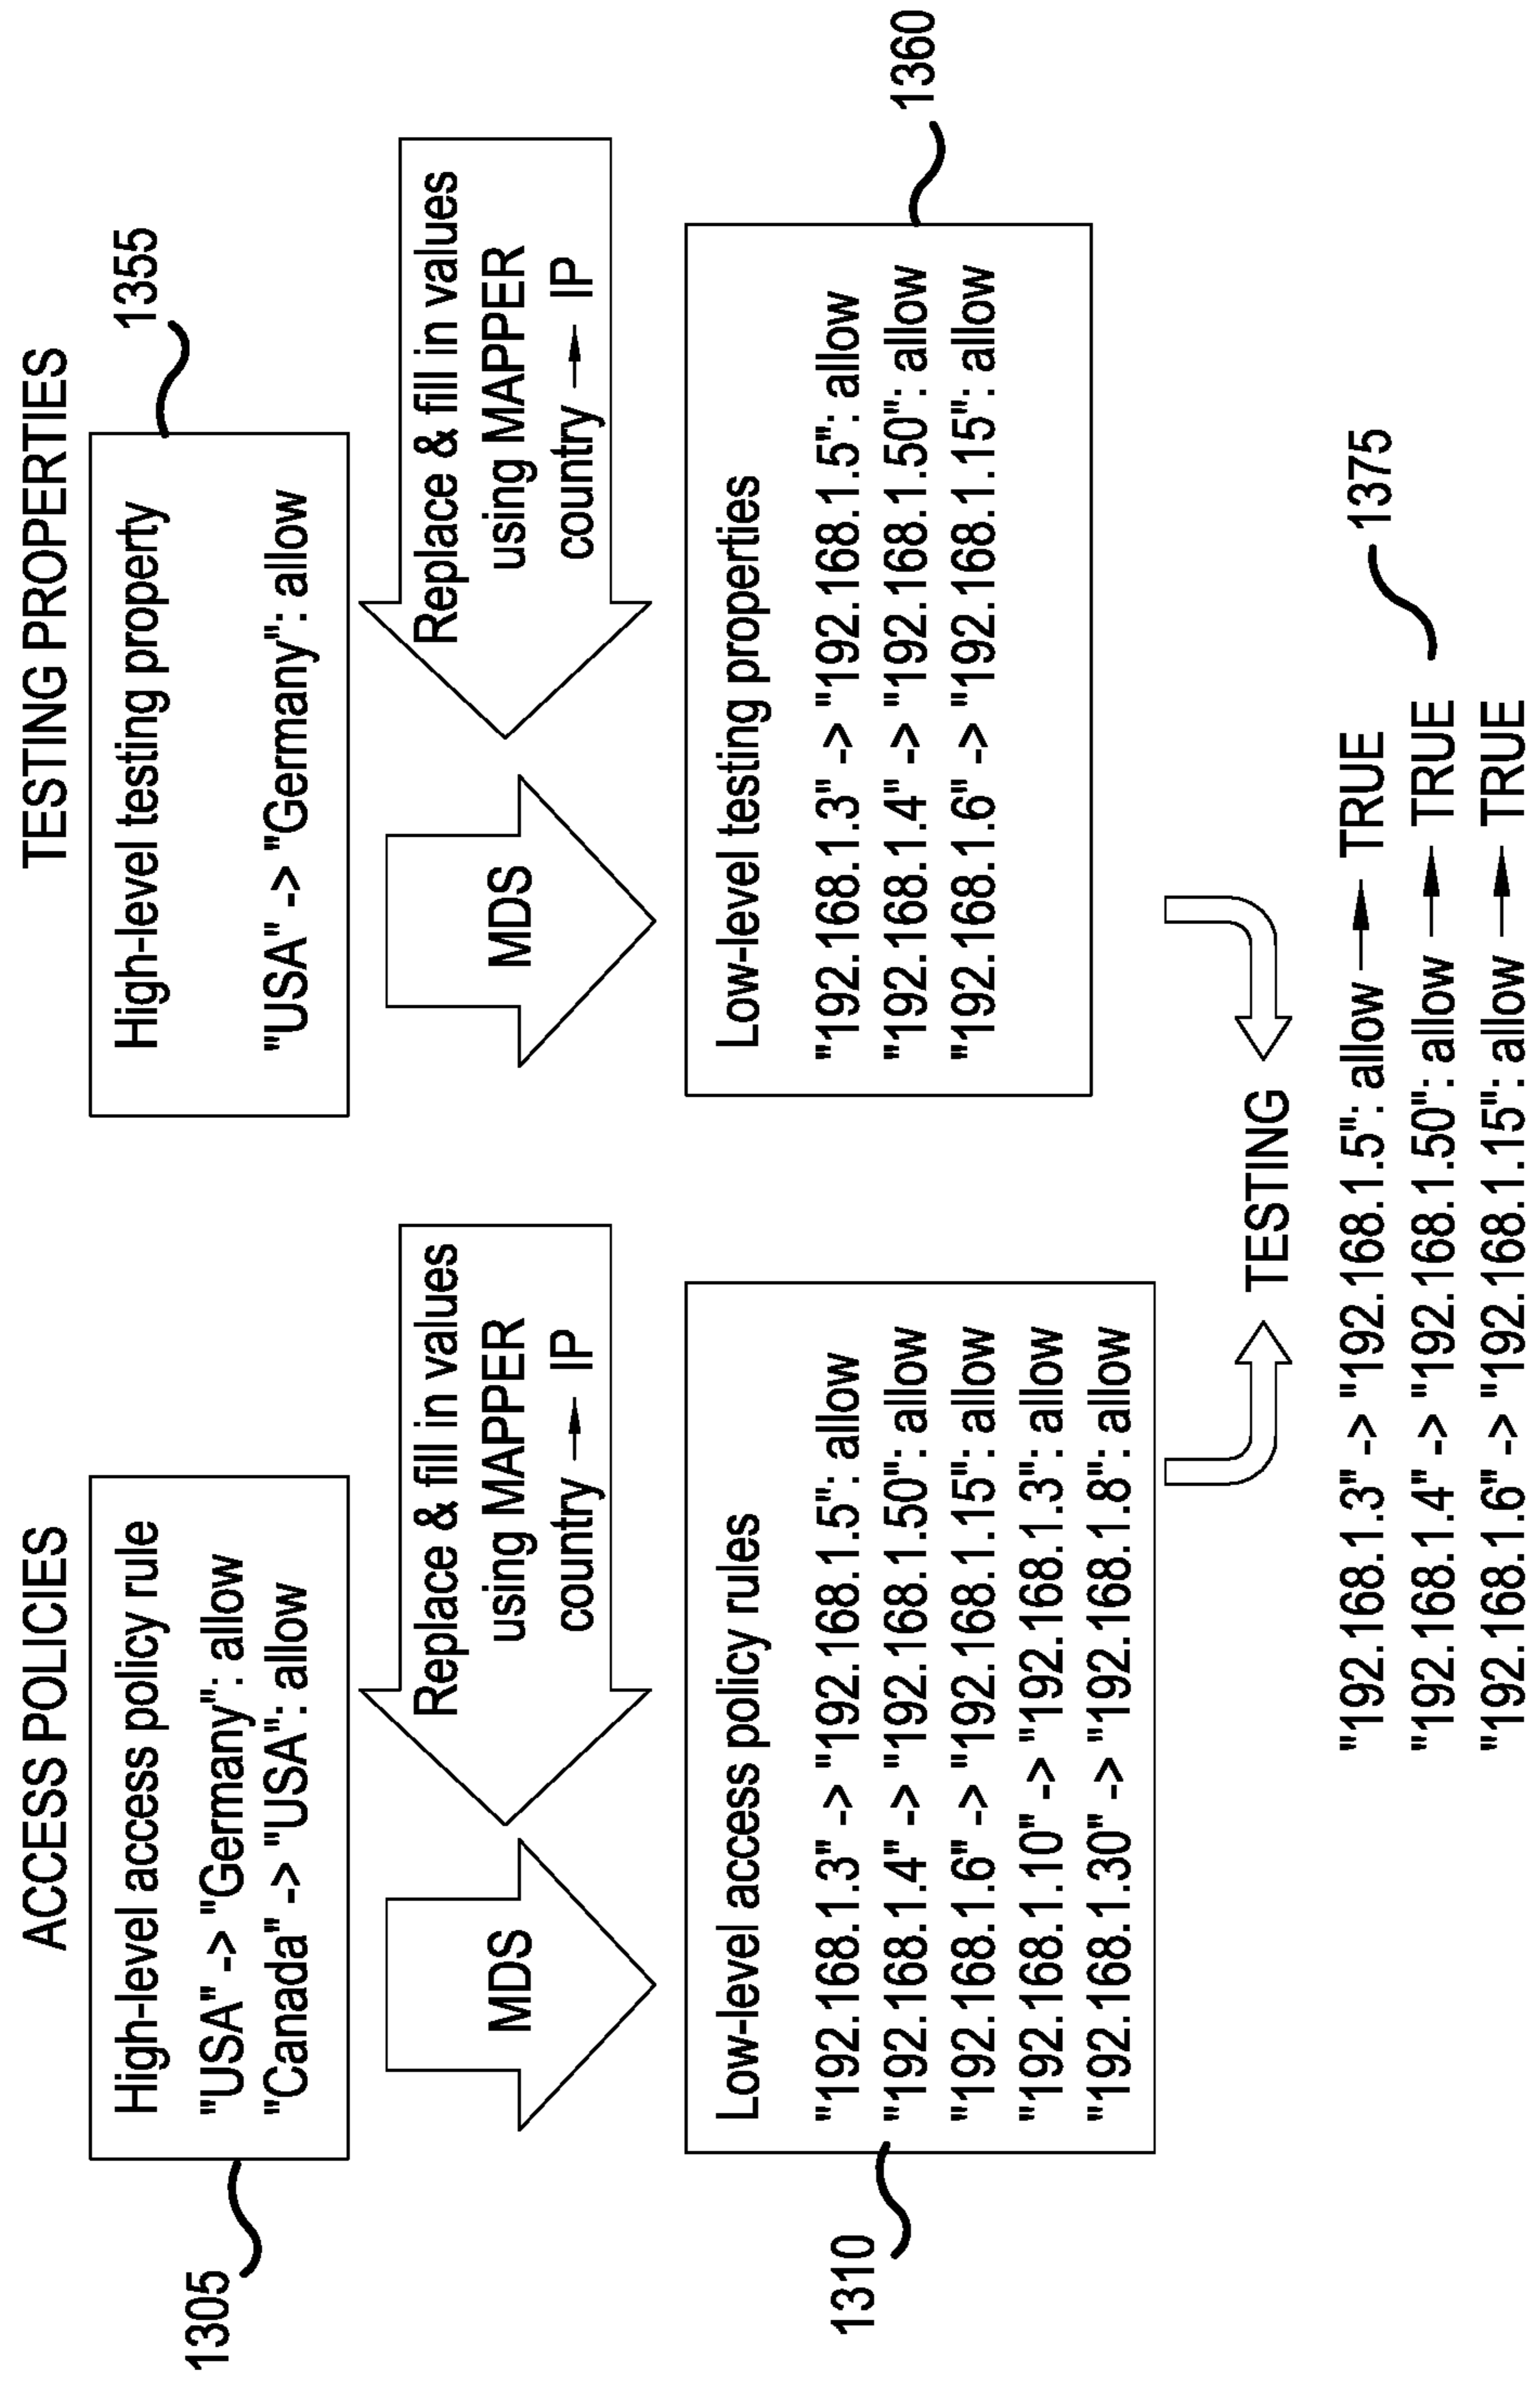 ACCESS POLICIES
1305
High-level access policy rule
"USA" -> "Germany": allow
"Canada" -> "USA": allow
MDS
Replace & fill in values
using MAPPER
country → IP
1310
Low-level access policy rules
"192.168.1.3" -> "192.168.1.5": allow
"192.168.1.4" -> "192.168.1.50": allow
"192.168.1.6" -> "192.168.1.15": allow
"192.168.1.10" -> "192.168.1.3": allow
"192.168.1.30" -> "192.168.1.8": allow
TESTING PROPERTIES
1355
High-level testing property
"USA" -> "Germany": allow
MDS
Replace & fill in values
using MAPPER
country → IP
1360
Low-level testing properties
"192.168.1.3" -> "192.168.1.5": allow
"192.168.1.4" -> "192.168.1.50": allow
"192.168.1.6" -> "192.168.1.15": allow
TESTING
1375
"192.168.1.3" -> "192.168.1.5": allow → TRUE
"192.168.1.4" -> "192.168.1.50": allow → TRUE
"192.168.1.6" -> "192.168.1.15": allow → TRUE